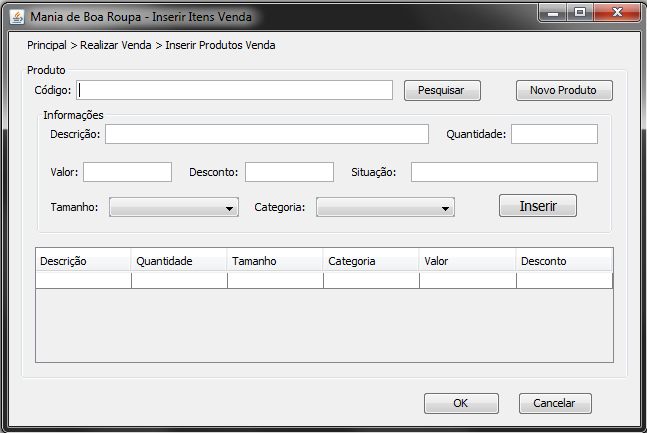 Mania de Boa Roupa - Inserir Itens Venda
Principal > Realizar Venda > Inserir Produtos Venda
Produto
Código: Pesquisar Novo Produto
Informações
Descrição: Quantidade:
Valor: Desconto: Situação:
Tamanho: Categoria: Inserir
Descrição Quantidade Tamanho Categoria Valor Desconto
OK Cancelar